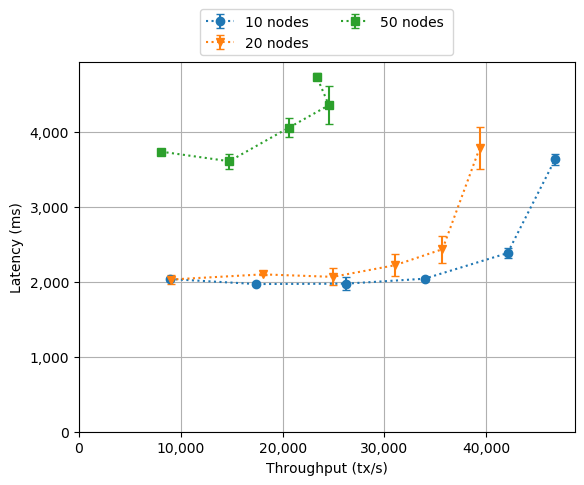 10 nodes
20 nodes
50 nodes
4,000
3,000
2,000
1,000
0
Latency (ms)
0 10,000 20,000 30,000 40,000
Throughput (tx/s)